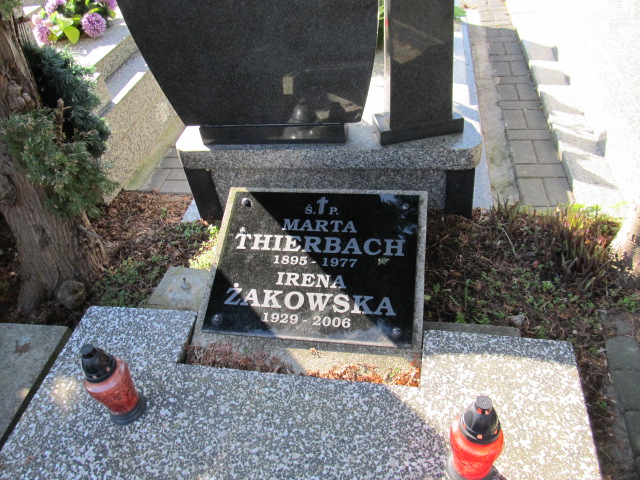 Ś. † P.
MARTA
THIERBACH
1895 - 1977
IRENA
ŻAKOWSKA
1929 - 2006